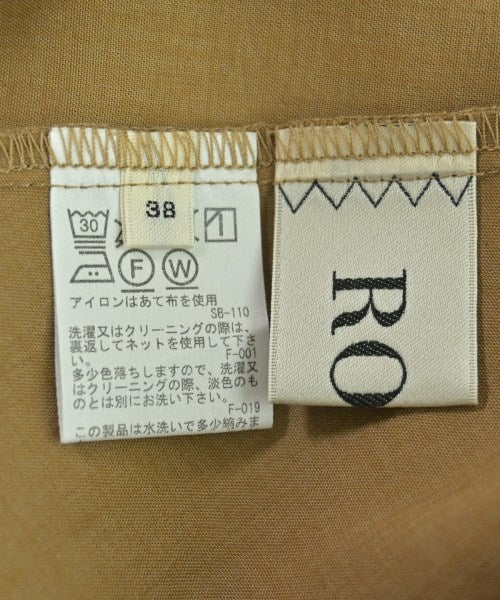 30
38
F
W
アイロンはあて布を使用
SB-110
洗濯又はクリーニングの際は、
裏返してネットを使用して下さ
い。
F-001
多少色落ちしますので、洗濯又
はクリーニングの際、淡色のも
のとは別にお洗い下さい。
F-019
この製品は水洗いで多少縮みま
RO